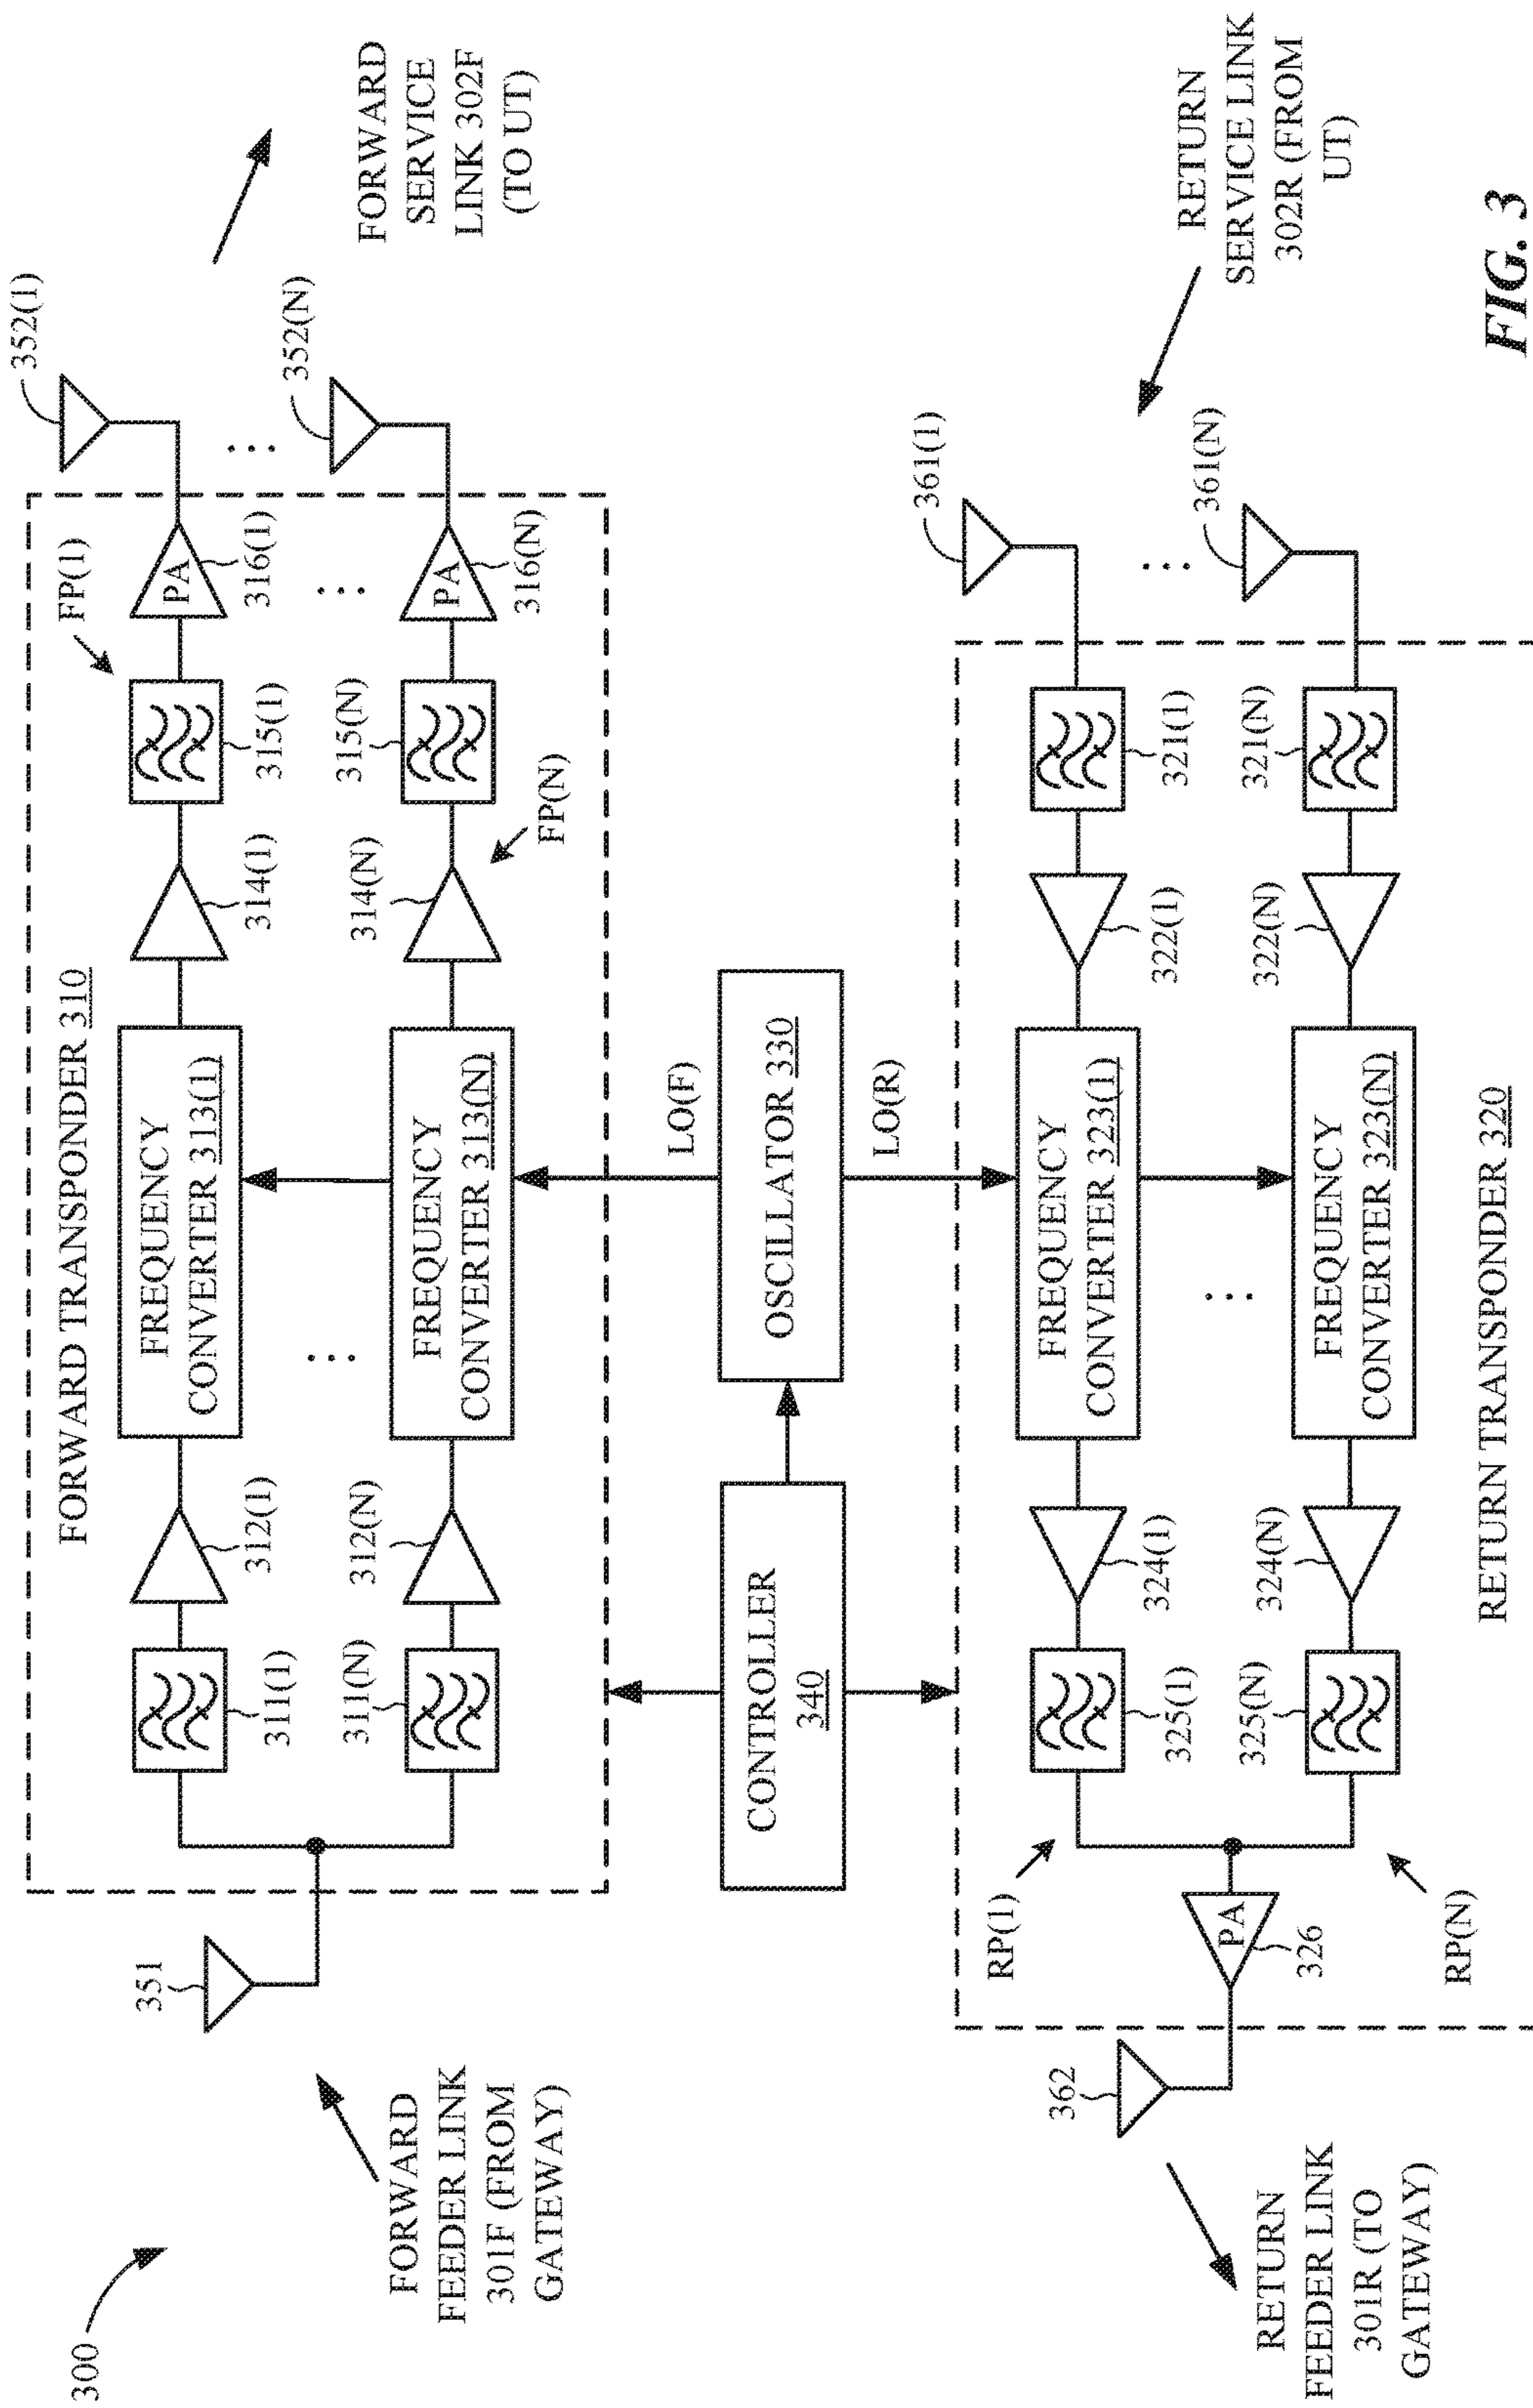 300
FORWARD
FEEDER LINK
301F (FROM
GATEWAY)
351
FORWARD TRANSPONDER 310
311(1)
312(1)
FREQUENCY
CONVERTER 313(1)
314(1)
315(1)
FP(1)
PA
316(1)
352(1)
311(N)
312(N)
FREQUENCY
CONVERTER 313(N)
314(N)
315(N)
FP(N)
PA
316(N)
352(N)
FORWARD
SERVICE
LINK 302F
(TO UT)
CONTROLLER
340
OSCILLATOR 330
LO(F)
LO(R)
RETURN
FEEDER LINK
301R (TO
GATEWAY)
362
PA
326
RP(1)
RP(N)
325(1)
324(1)
FREQUENCY
CONVERTER 323(1)
322(1)
321(1)
361(1)
325(N)
324(N)
FREQUENCY
CONVERTER 323(N)
322(N)
321(N)
361(N)
RETURN
SERVICE LINK
302R (FROM
UT)
RETURN TRANSPONDER 320
FIG. 3